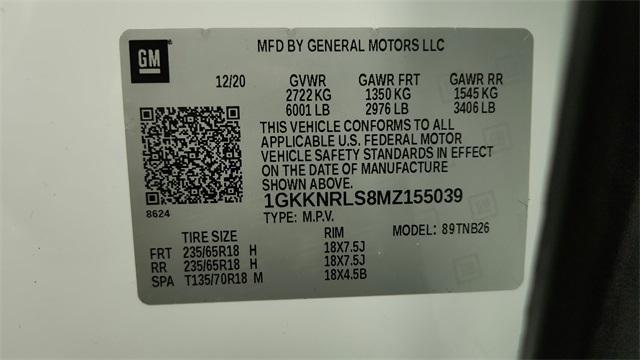 GM
MFD BY GENERAL MOTORS LLC
12/20 GVWR GAWR FRT GAWR RR
2722 KG 1350 KG 1545 KG
6001 LB 2976 LB 3406 LB
THIS VEHICLE CONFORMS TO ALL
APPLICABLE U.S. FEDERAL MOTOR
VEHICLE SAFETY STANDARDS IN EFFECT
ON THE DATE OF MANUFACTURE
SHOWN ABOVE.
1GKKNRLS8MZ155039
8624
TYPE: M.P.V.
TIRE SIZE RIM MODEL: 89TNB26
FRT 235/65R18 H 18X7.5J
RR 235/65R18 H 18X7.5J
SPA T135/70R18 M 18X4.5B